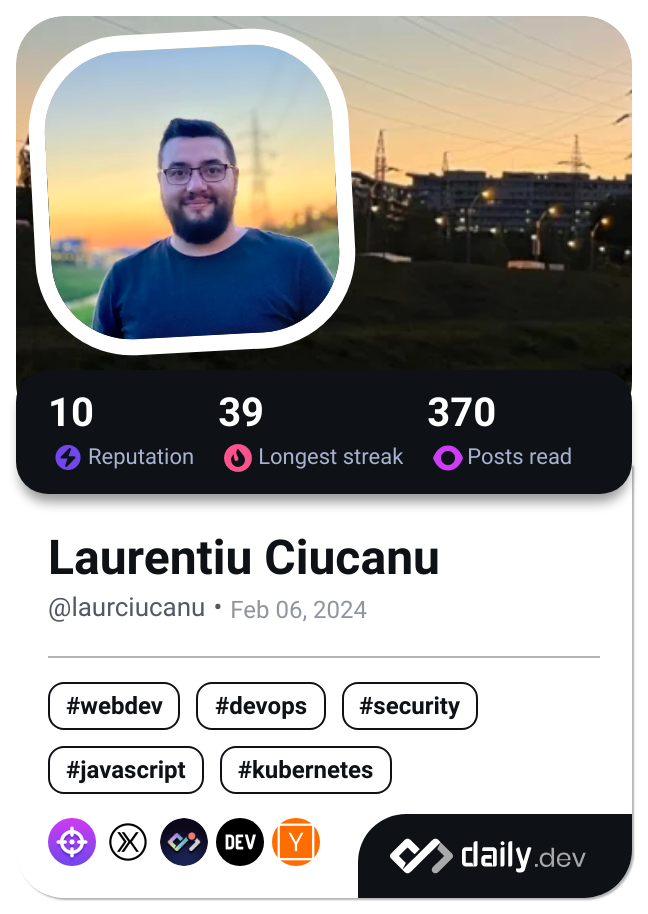 10 39 370
Reputation Longest streak Posts read
Laurentiu Ciucanu
@laurciucanu • Feb 06, 2024
#webdev #devops #security
#javascript #kubernetes
DEV Y
daily.dev